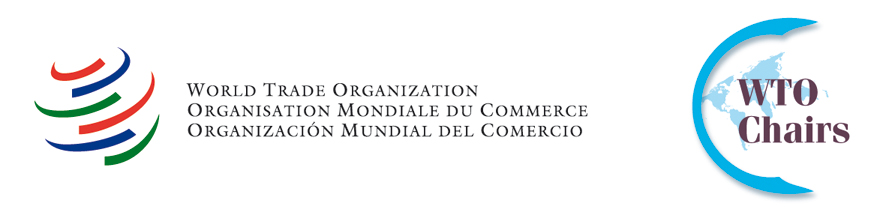 World Trade Organization
Organisation Mondiale du Commerce
Organización Mundial del Comercio
WTO
Chairs